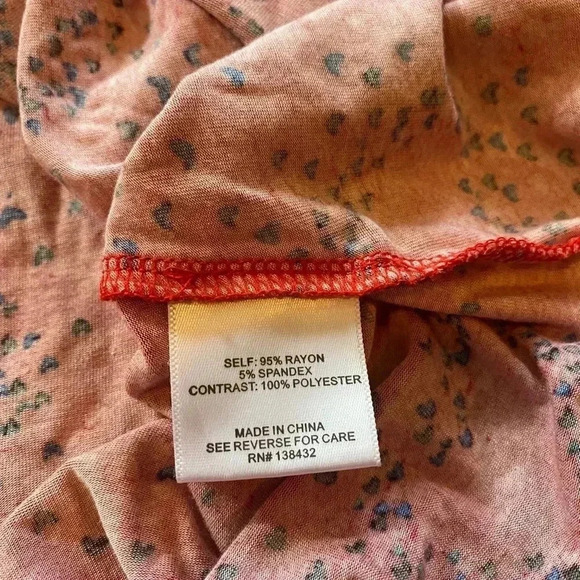 SELF: 95% RAYON
5% SPANDEX
CONTRAST: 100% POLYESTER
MADE IN CHINA
SEE REVERSE FOR CARE
RN# 138432